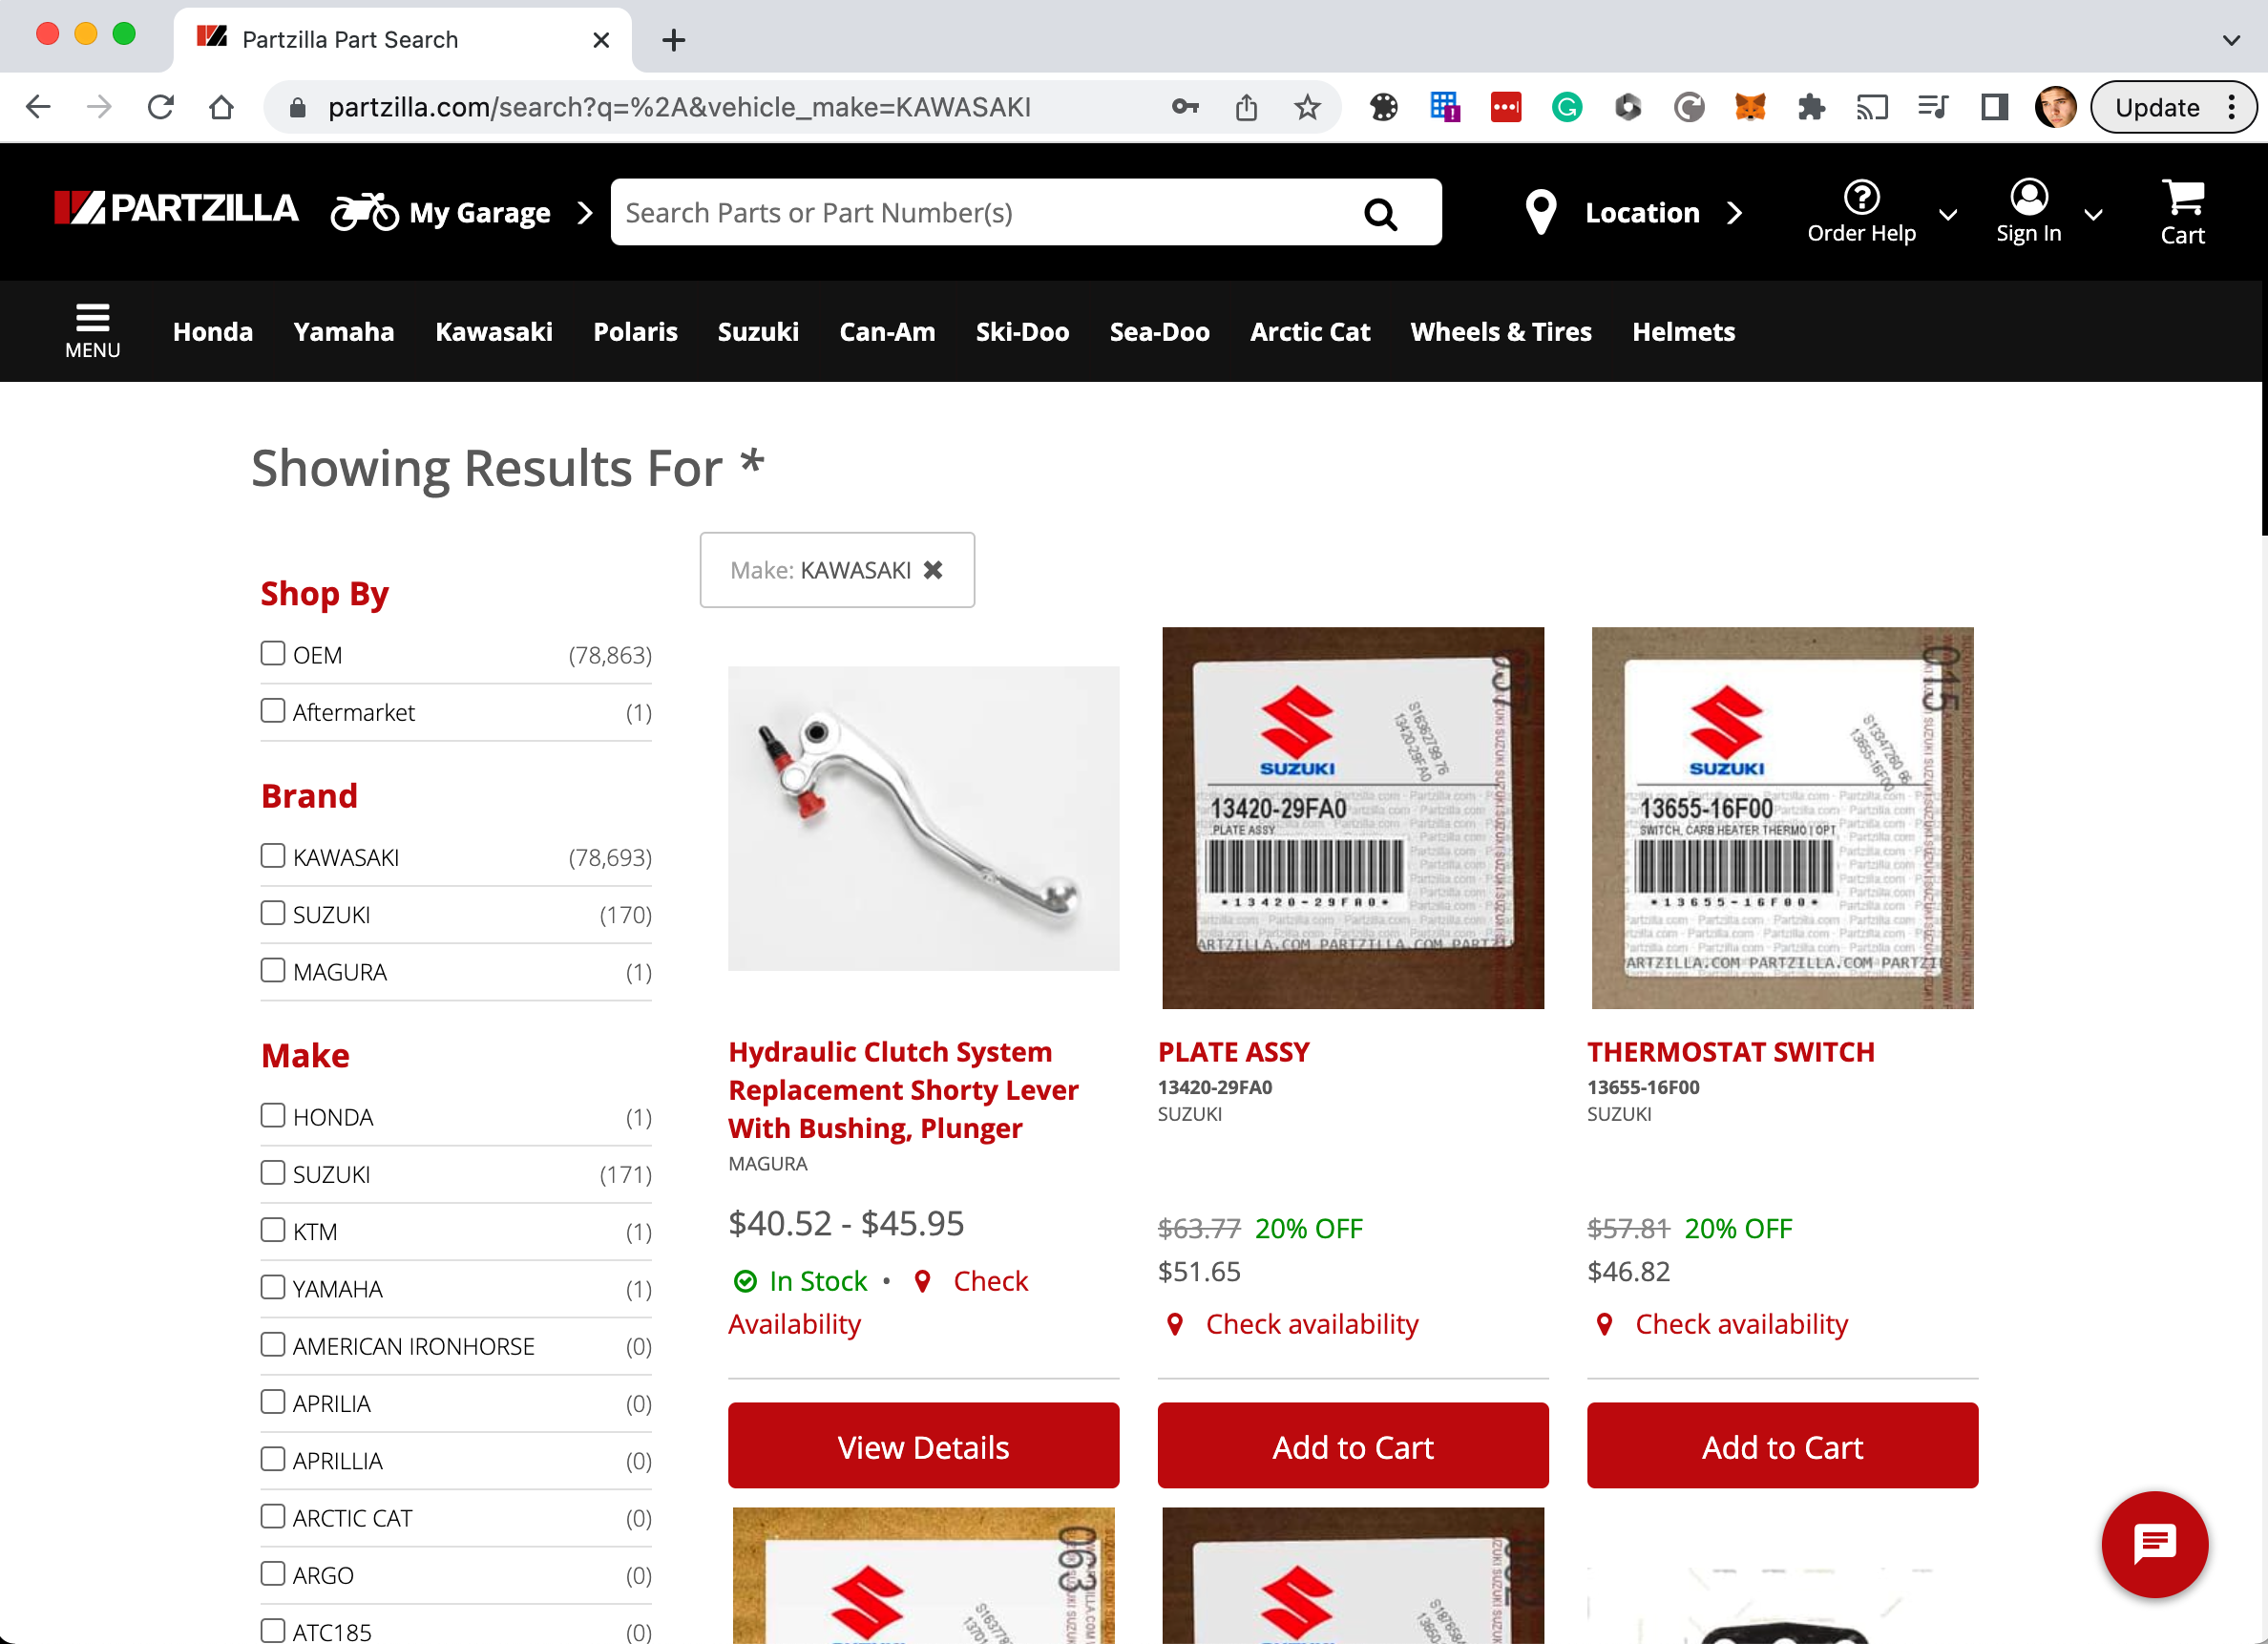 Partzilla Part Search
partzilla.com/search?q=%2A&vehicle_make=KAWASAKI
Update
PARTZILLA
My Garage
Search Parts or Part Number(s)
Location
Order Help
Sign In
Cart
MENU
Honda
Yamaha
Kawasaki
Polaris
Suzuki
Can-Am
Ski-Doo
Sea-Doo
Arctic Cat
Wheels & Tires
Helmets
Showing Results For *
Make: KAWASAKI
Shop By
OEM (78,863)
Aftermarket (1)
Brand
KAWASAKI (78,693)
SUZUKI (170)
MAGURA (1)
Make
HONDA (1)
SUZUKI (171)
KTM (1)
YAMAHA (1)
AMERICAN IRONHORSE (0)
APRILIA (0)
APRILLIA (0)
ARCTIC CAT (0)
ARGO (0)
ATC185 (0)
Hydraulic Clutch System
Replacement Shorty Lever
With Bushing, Plunger
MAGURA
$40.52 - $45.95
In Stock • Check
Availability
View Details
SUZUKI
13420-29FA0
PLATE ASSY
*13420-29FA0*
PARTZILLA.COM
PLATE ASSY
13420-29FA0
SUZUKI
$63.77 20% OFF
$51.65
Check availability
Add to Cart
015
SUZUKI
13655-16F00
SWITCH, CARB HEATER THERMO | OPT
*13655-16F00*
ARTZILLA.COM PARTZILLA.COM PARTZI
THERMOSTAT SWITCH
13655-16F00
SUZUKI
$57.81 20% OFF
$46.82
Check availability
Add to Cart
063